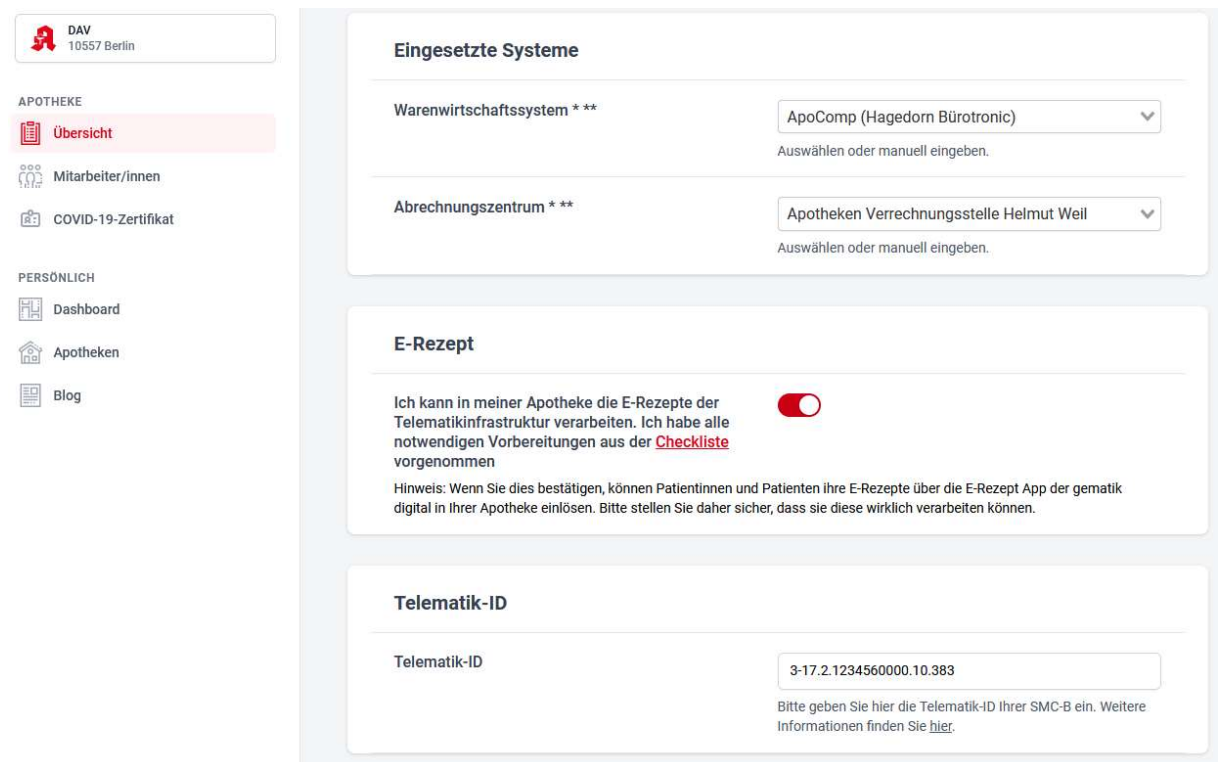 DAV
10557 Berlin
APOTHEKE
Übersicht
Mitarbeiter/innen
COVID-19-Zertifikat
PERSÖNLICH
Dashboard
Apotheken
Blog
Eingesetzte Systeme
Warenwirtschaftssystem * **
ApoComp (Hagedorn Bürotronic)
Auswählen oder manuell eingeben.
Abrechnungszentrum * **
Apotheken Verrechnungsstelle Helmut Weil
Auswählen oder manuell eingeben.
E-Rezept
Ich kann in meiner Apotheke die E-Rezepte der
Telematikinfrastruktur verarbeiten. Ich habe alle
notwendigen Vorbereitungen aus der Checkliste
vorgenommen
Hinweis: Wenn Sie dies bestätigen, können Patientinnen und Patienten ihre E-Rezepte über die E-Rezept App der gematik
digital in Ihrer Apotheke einlösen. Bitte stellen Sie daher sicher, dass sie diese wirklich verarbeiten können.
Telematik-ID
Telematik-ID
3-17.2.1234560000.10.383
Bitte geben Sie hier die Telematik-ID Ihrer SMC-B ein. Weitere
Informationen finden Sie hier.